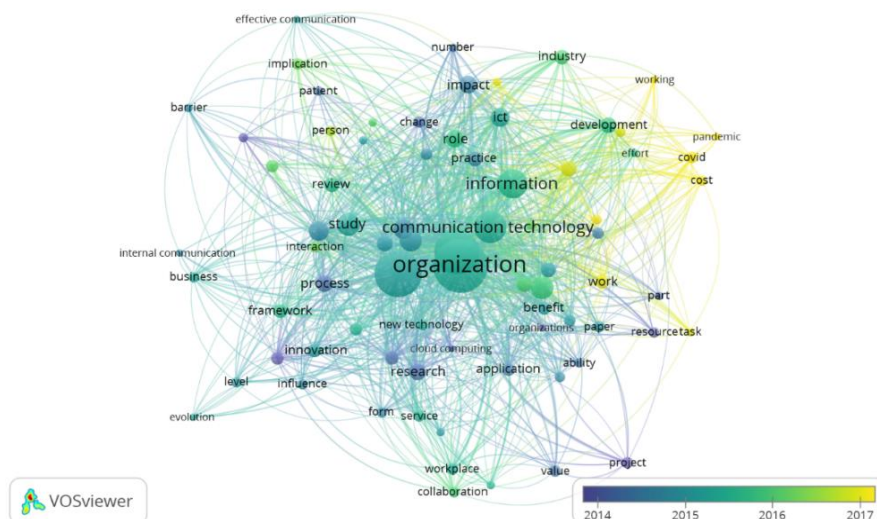 effective communication
number
industry
implication
working
patient
impact
barrier
change
ict
development
person
role
pandemic
practice
effort
covid
review
information
cost
study
communication technology
interaction
internal communication
organization
business
process
work
part
framework
benefit
new technology
organizations
paper
resource
task
innovation
cloud computing
research
application
ability
level
influence
evolution
form
service
workplace
value
project
collaboration
VOSviewer
2014 2015 2016 2017